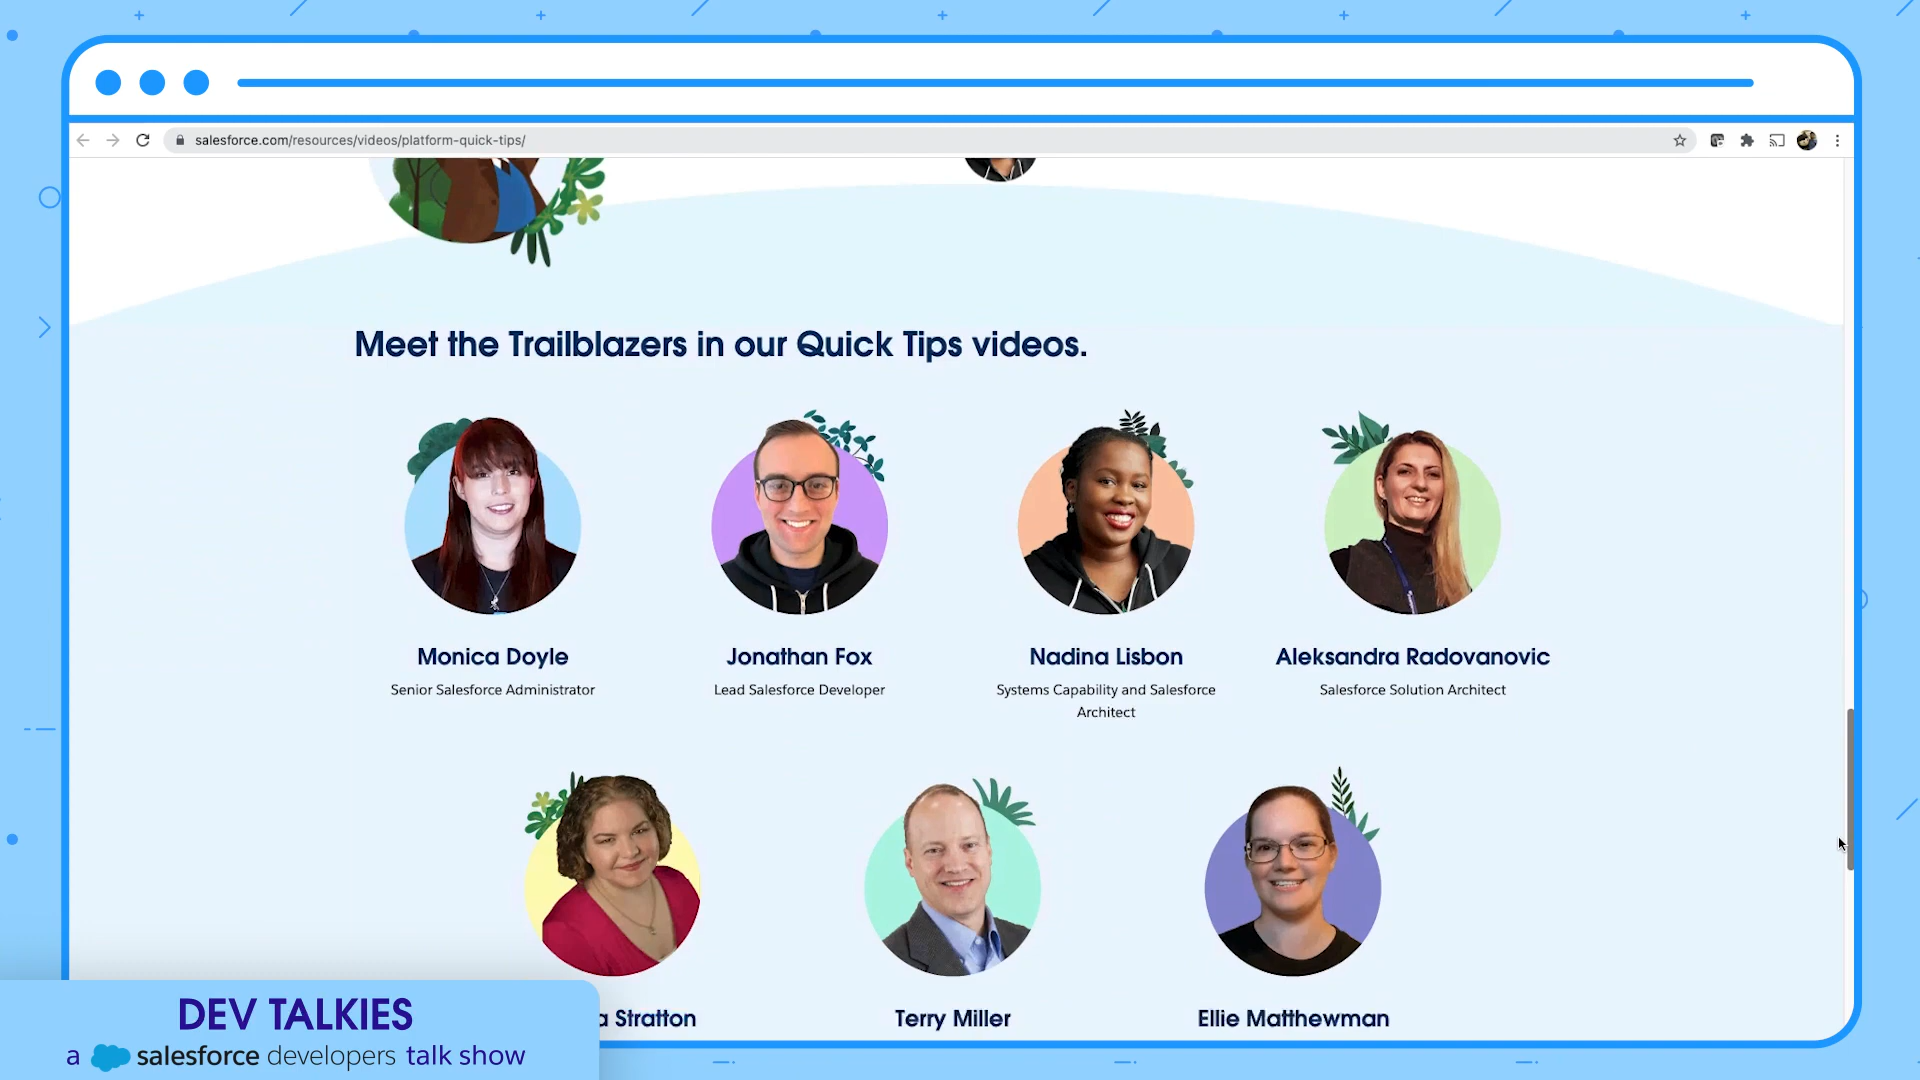 salesforce.com/resources/videos/platform-quick-tips/
Meet the Trailblazers in our Quick Tips videos.
Monica Doyle
Senior Salesforce Administrator
Jonathan Fox
Lead Salesforce Developer
Nadina Lisbon
Systems Capability and Salesforce
Architect
Aleksandra Radovanovic
Salesforce Solution Architect
a Stratton
Terry Miller
Ellie Matthewman
DEV TALKIES
a salesforce developers talk show